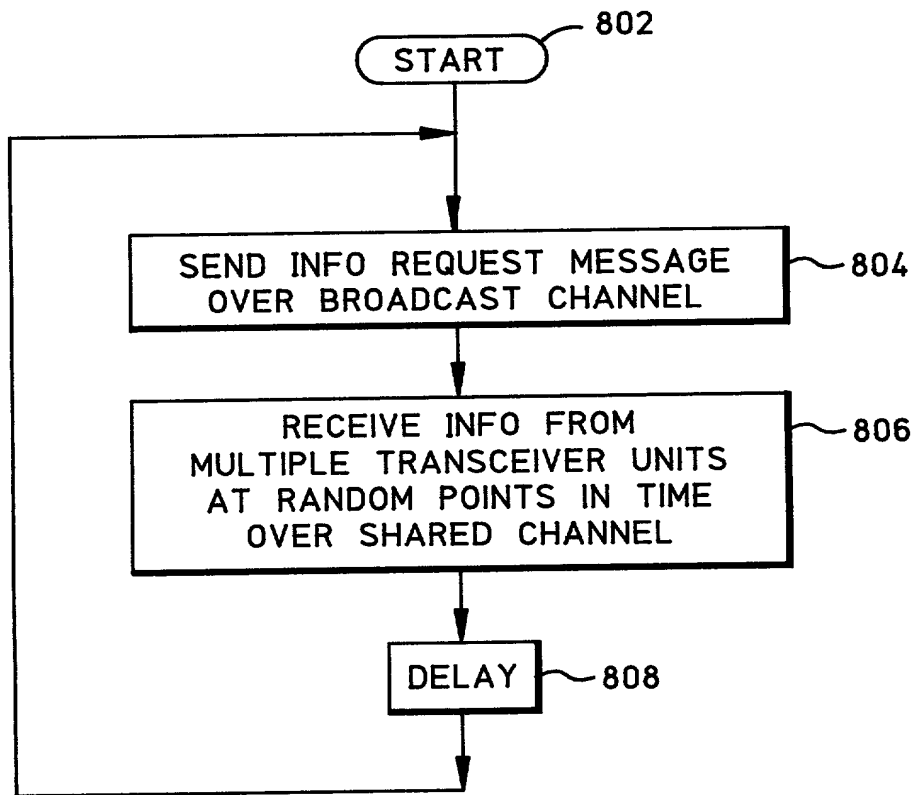 802
START
SEND INFO REQUEST MESSAGE
OVER BROADCAST CHANNEL
804
RECEIVE INFO FROM
MULTIPLE TRANSCEIVER UNITS
AT RANDOM POINTS IN TIME
OVER SHARED CHANNEL
806
DELAY
808